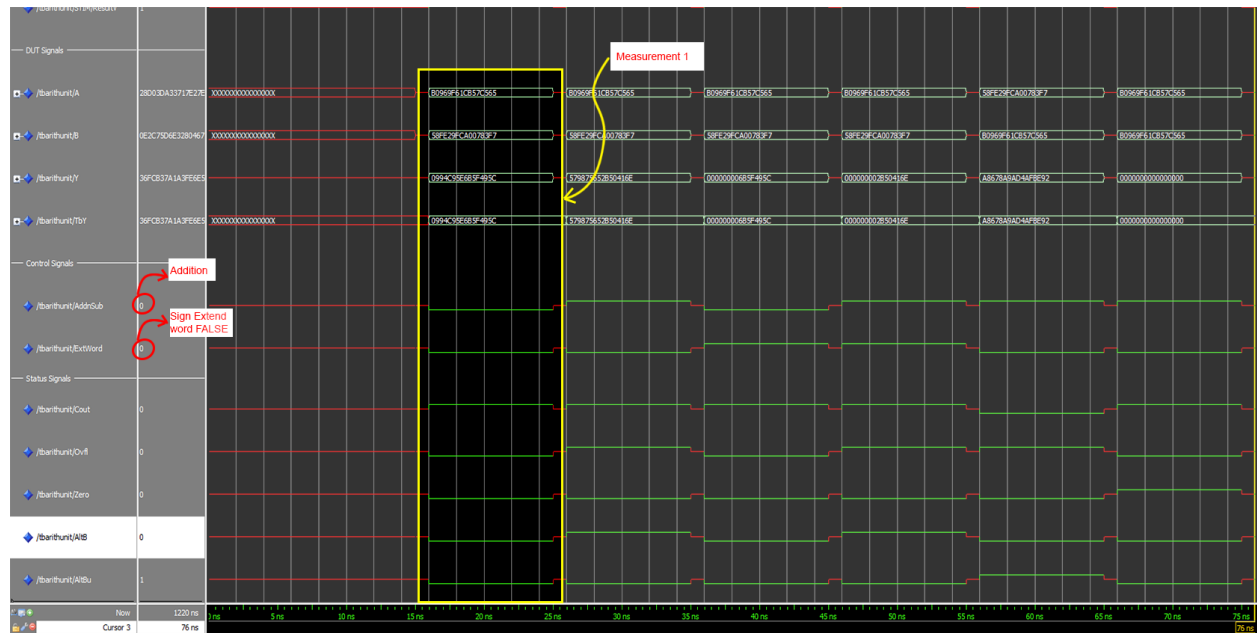 /tbarithunit/STIM/ResultV 1
DUT Signals
Measurement 1
/tbarithunit/A 28D03DA33717E27E XXXXXXXXXXXXXXXX B0969F61CB57C565 B0969F61CB57C565 B0969F61CB57C565 B0969F61CB57C565 58FE29FCA00783F7 B0969F61CB57C565
/tbarithunit/B 0E2C75D6E3280467 XXXXXXXXXXXXXXXX 58FE29FCA00783F7 58FE29FCA00783F7 58FE29FCA00783F7 58FE29FCA00783F7 B0969F61CB57C565 B0969F61CB57C565
/tbarithunit/Y 36FCB37A1A3FE6E5 0994C95E6B5F495C 579875652B50416E 000000006B5F495C 000000002B50416E A8678A9AD4AFBE92 0000000000000000
/tbarithunit/TbY 36FCB37A1A3FE6E5 XXXXXXXXXXXXXXXX 0994C95E6B5F495C 579875652B50416E 000000006B5F495C 000000002B50416E A8678A9AD4AFBE92 0000000000000000
Control Signals
Addition
/tbarithunit/AddnSub 0
Sign Extend
word FALSE
/tbarithunit/ExtWord 0
Status Signals
/tbarithunit/Cout 0
/tbarithunit/Ovfl 0
/tbarithunit/Zero 0
/tbarithunit/AltB 0
/tbarithunit/AltBu 1
Now 1220 ns 5 ns 10 ns 15 ns 20 ns 25 ns 30 ns 35 ns 40 ns 45 ns 50 ns 55 ns 60 ns 65 ns 70 ns 75 ns
Cursor 3 76 ns 76 ns